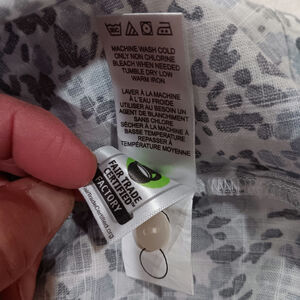 MACHINE WASH COLD
ONLY NON CHLORINE
BLEACH WHEN NEEDED
TUMBLE DRY LOW
WARM IRON
LAVER À LA MACHINE
À L'EAU FROIDE
UTILISER AU BESOIN UN
AGENT DE BLANCHIMENT
SANS CHLORE
SÉCHER À LA MACHINE À
BASSE TEMPÉRATURE
REPASSER À
TEMPÉRATURE MOYENNE
FAIR TRADE
CERTIFIED™
FACTORY